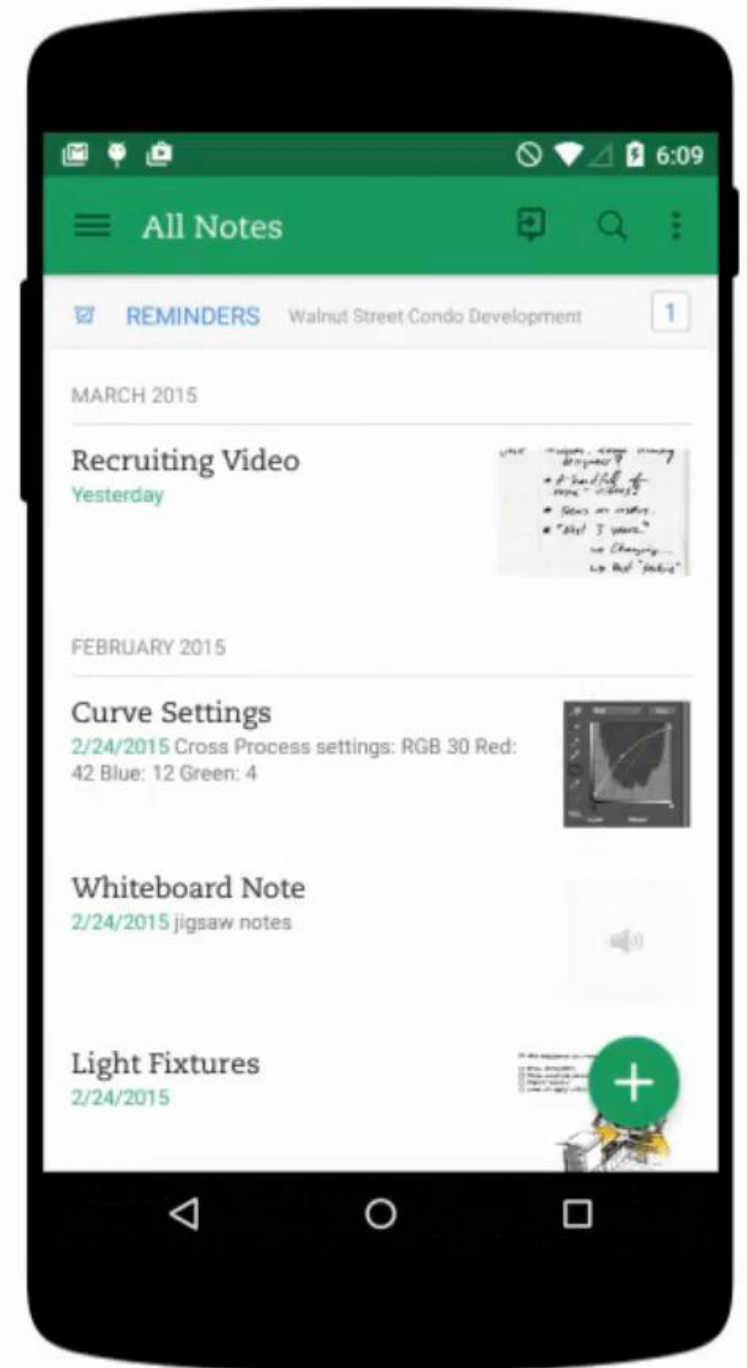 6:09
All Notes
REMINDERS Walnut Street Condo Development 1
MARCH 2015
Recruiting Video
Yesterday
FEBRUARY 2015
Curve Settings
2/24/2015 Cross Process settings: RGB 30 Red:
42 Blue: 12 Green: 4
Whiteboard Note
2/24/2015 jigsaw notes
Light Fixtures
2/24/2015